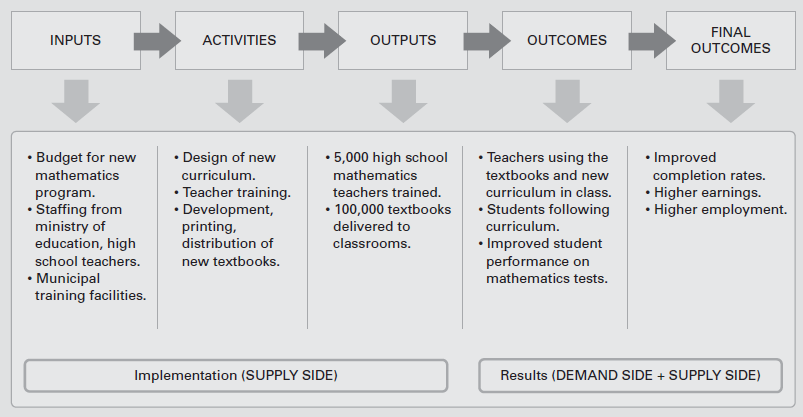 INPUTS
ACTIVITIES
OUTPUTS
OUTCOMES
FINAL
OUTCOMES
• Budget for new
mathematics
program.
• Staffing from
ministry of
education, high
school teachers.
• Municipal
training facilities.
• Design of new
curriculum.
• Teacher training.
• Development,
printing,
distribution of
new textbooks.
• 5,000 high school
mathematics
teachers trained.
• 100,000 textbooks
delivered to
classrooms.
• Teachers using the
textbooks and new
curriculum in class.
• Students following
curriculum.
• Improved student
performance on
mathematics tests.
• Improved
completion rates.
• Higher earnings.
• Higher employment.
Implementation (SUPPLY SIDE)
Results (DEMAND SIDE + SUPPLY SIDE)